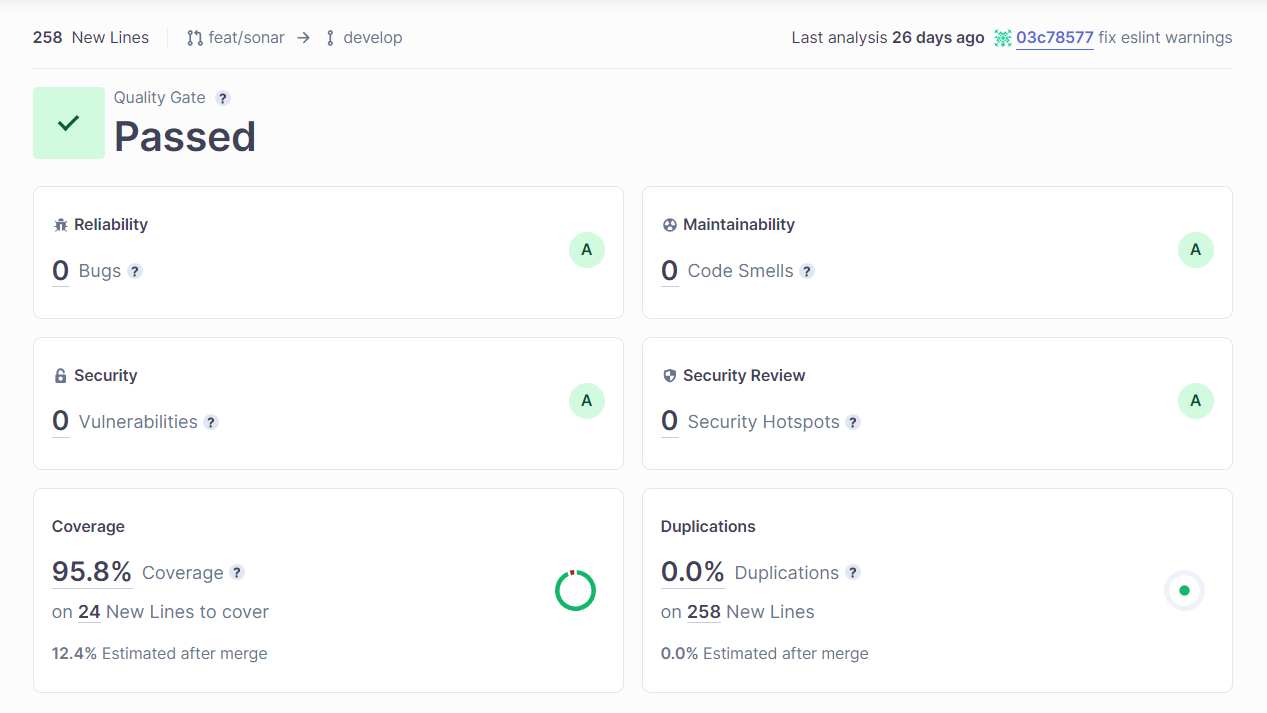 258 New Lines feat/sonar → develop Last analysis 26 days ago 03c78577 fix eslint warnings
Quality Gate ?
Passed
Reliability
0 Bugs ?
A
Maintainability
0 Code Smells ?
A
Security
0 Vulnerabilities ?
A
Security Review
0 Security Hotspots ?
A
Coverage
95.8% Coverage ?
on 24 New Lines to cover
12.4% Estimated after merge
Duplications
0.0% Duplications ?
on 258 New Lines
0.0% Estimated after merge